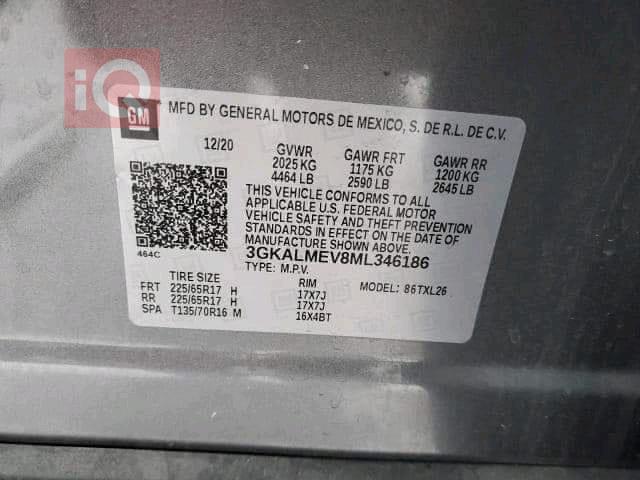 iQ
GM
MFD BY GENERAL MOTORS DE MEXICO, S. DE R.L. DE C.V.
12/20 GVWR GAWR FRT GAWR RR
2025 KG 1175 KG 1200 KG
4464 LB 2590 LB 2645 LB
THIS VEHICLE CONFORMS TO ALL
APPLICABLE U.S. FEDERAL MOTOR
VEHICLE SAFETY AND THEFT PREVENTION
STANDARDS IN EFFECT ON THE DATE OF
MANUFACTURE SHOWN ABOVE.
464C
3GKALMEV8ML346186
TYPE: M.P.V.
TIRE SIZE RIM MODEL: 86TXL26
FRT 225/65R17 H 17X7J
RR 225/65R17 H 17X7J
SPA T135/70R16 M 16X4BT